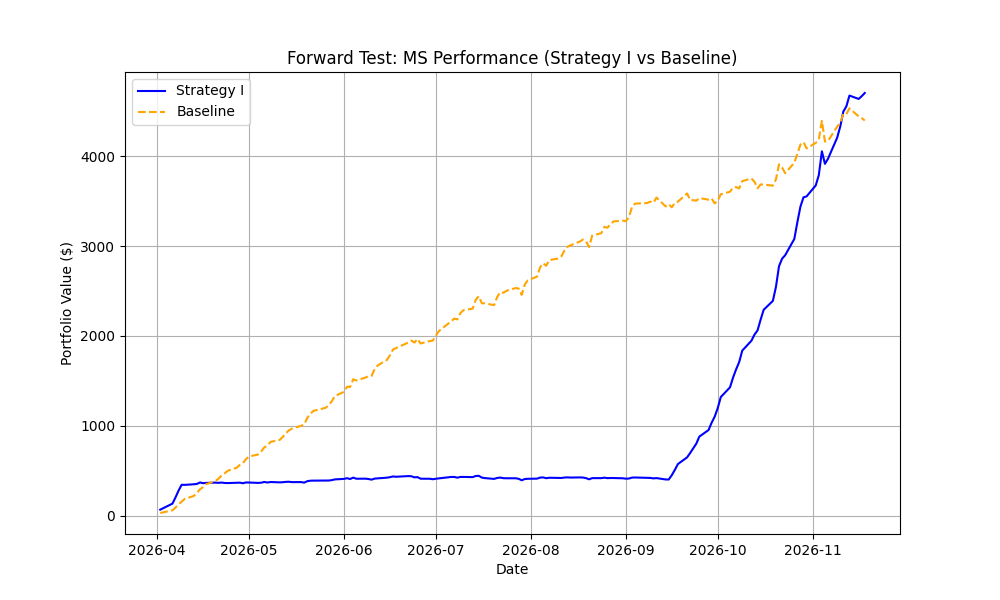 Forward Test: MS Performance (Strategy I vs Baseline)
Strategy I
Baseline
Portfolio Value ($)
4000
3000
2000
1000
0
2026-04
2026-05
2026-06
2026-07
2026-08
2026-09
2026-10
2026-11
Date